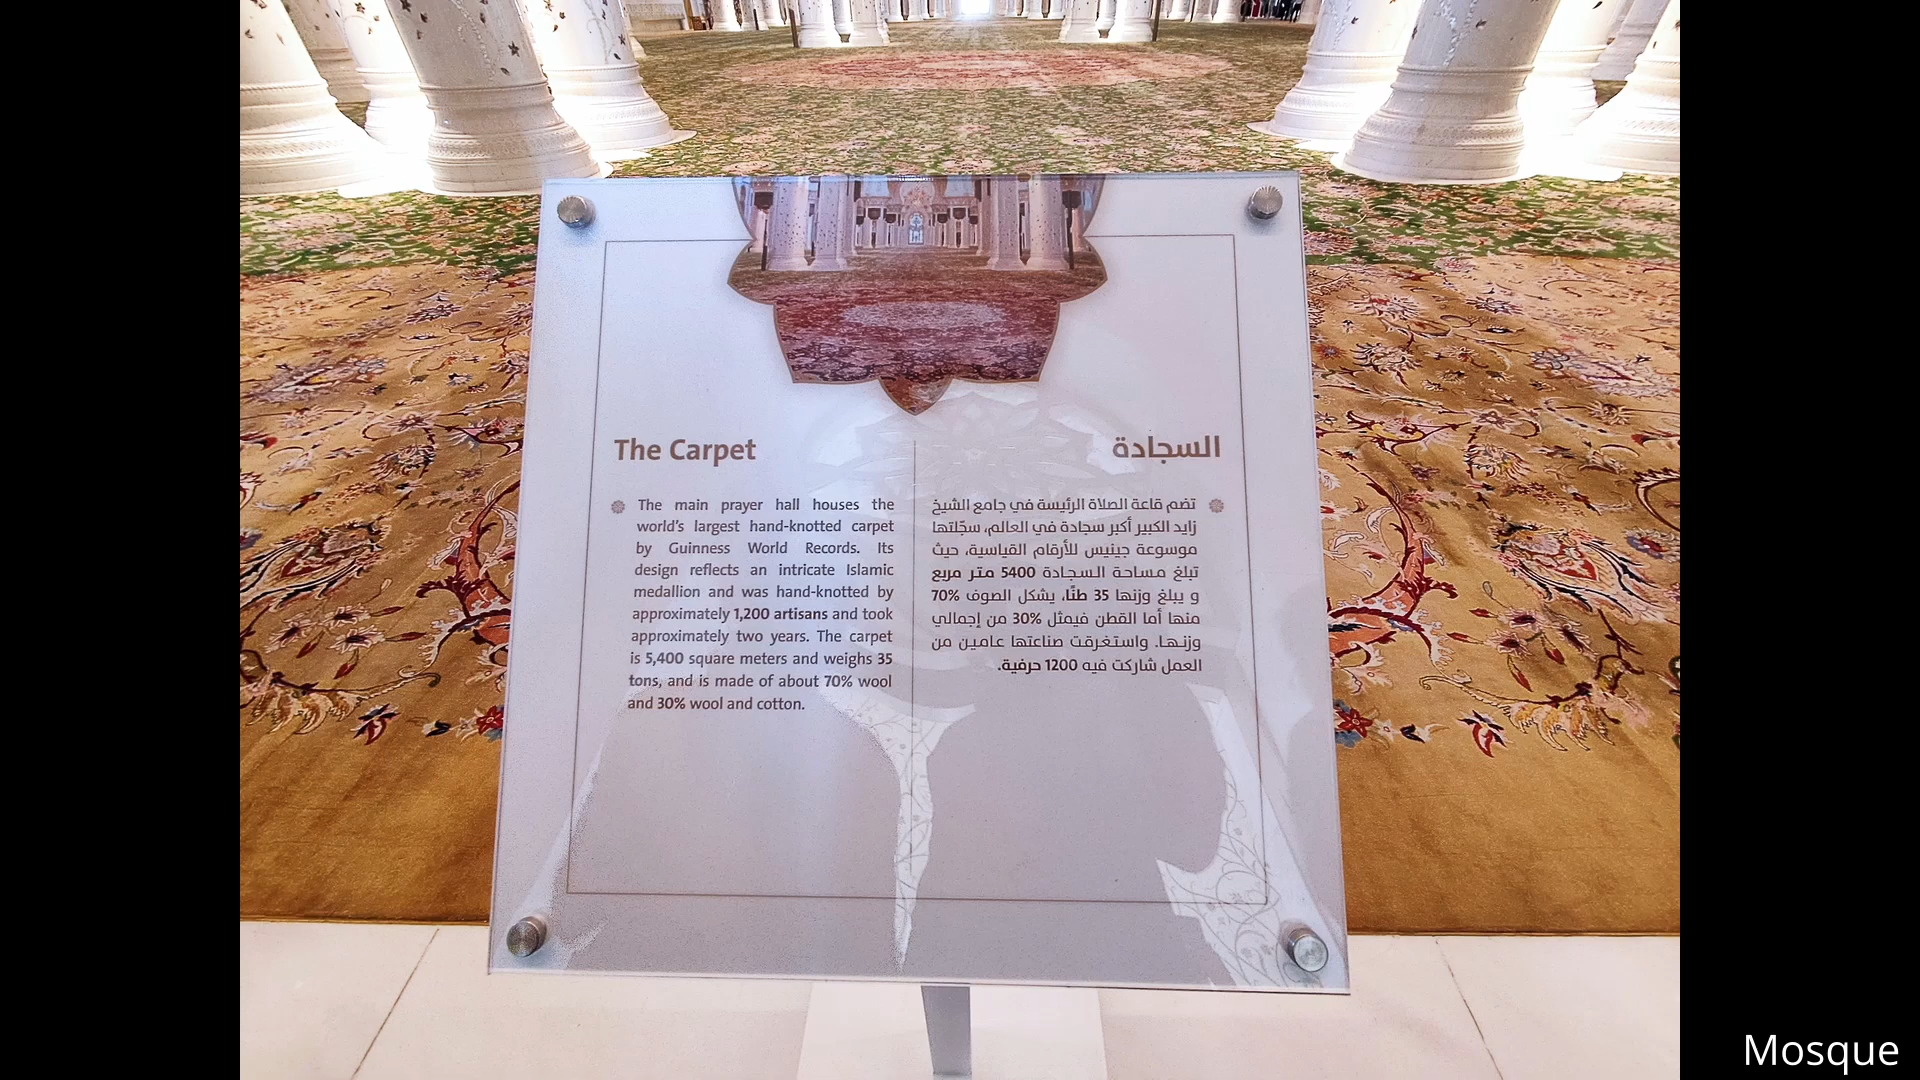 The Carpet
The main prayer hall houses the
world's largest hand-knotted carpet
by Guinness World Records. Its
design reflects an intricate Islamic
medallion and was hand-knotted by
approximately 1,200 artisans and took
approximately two years. The carpet
is 5,400 square meters and weighs 35
tons, and is made of about 70% wool
and 30% wool and cotton.
السجادة
تضم قاعة الصلاة الرئيسة في جامع الشيخ
زايد الكبير أكبر سجادة في العالم، سجّلتها
موسوعة جينيس للأرقام القياسية، حيث
تبلغ مساحة السجادة 5400 متر مربع
و يبلغ وزنها 35 طنًا، يشكل الصوف 70%
منها أما القطن فيمثل 30% من إجمالي
وزنها. واستغرقت صناعتها عامين من
العمل شاركت فيه 1200 حرفية.
Mosque